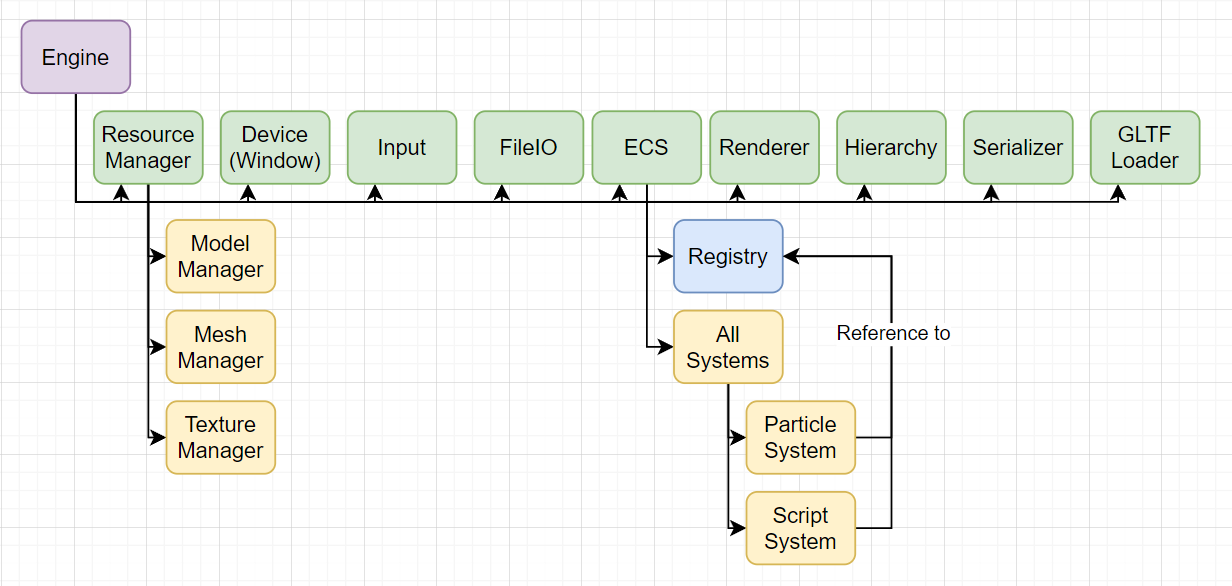 Engine
Resource
Manager
Device
(Window)
Input
FileIO
ECS
Renderer
Hierarchy
Serializer
GLTF
Loader
Model
Manager
Registry
Mesh
Manager
All
Systems
Reference to
Texture
Manager
Particle
System
Script
System